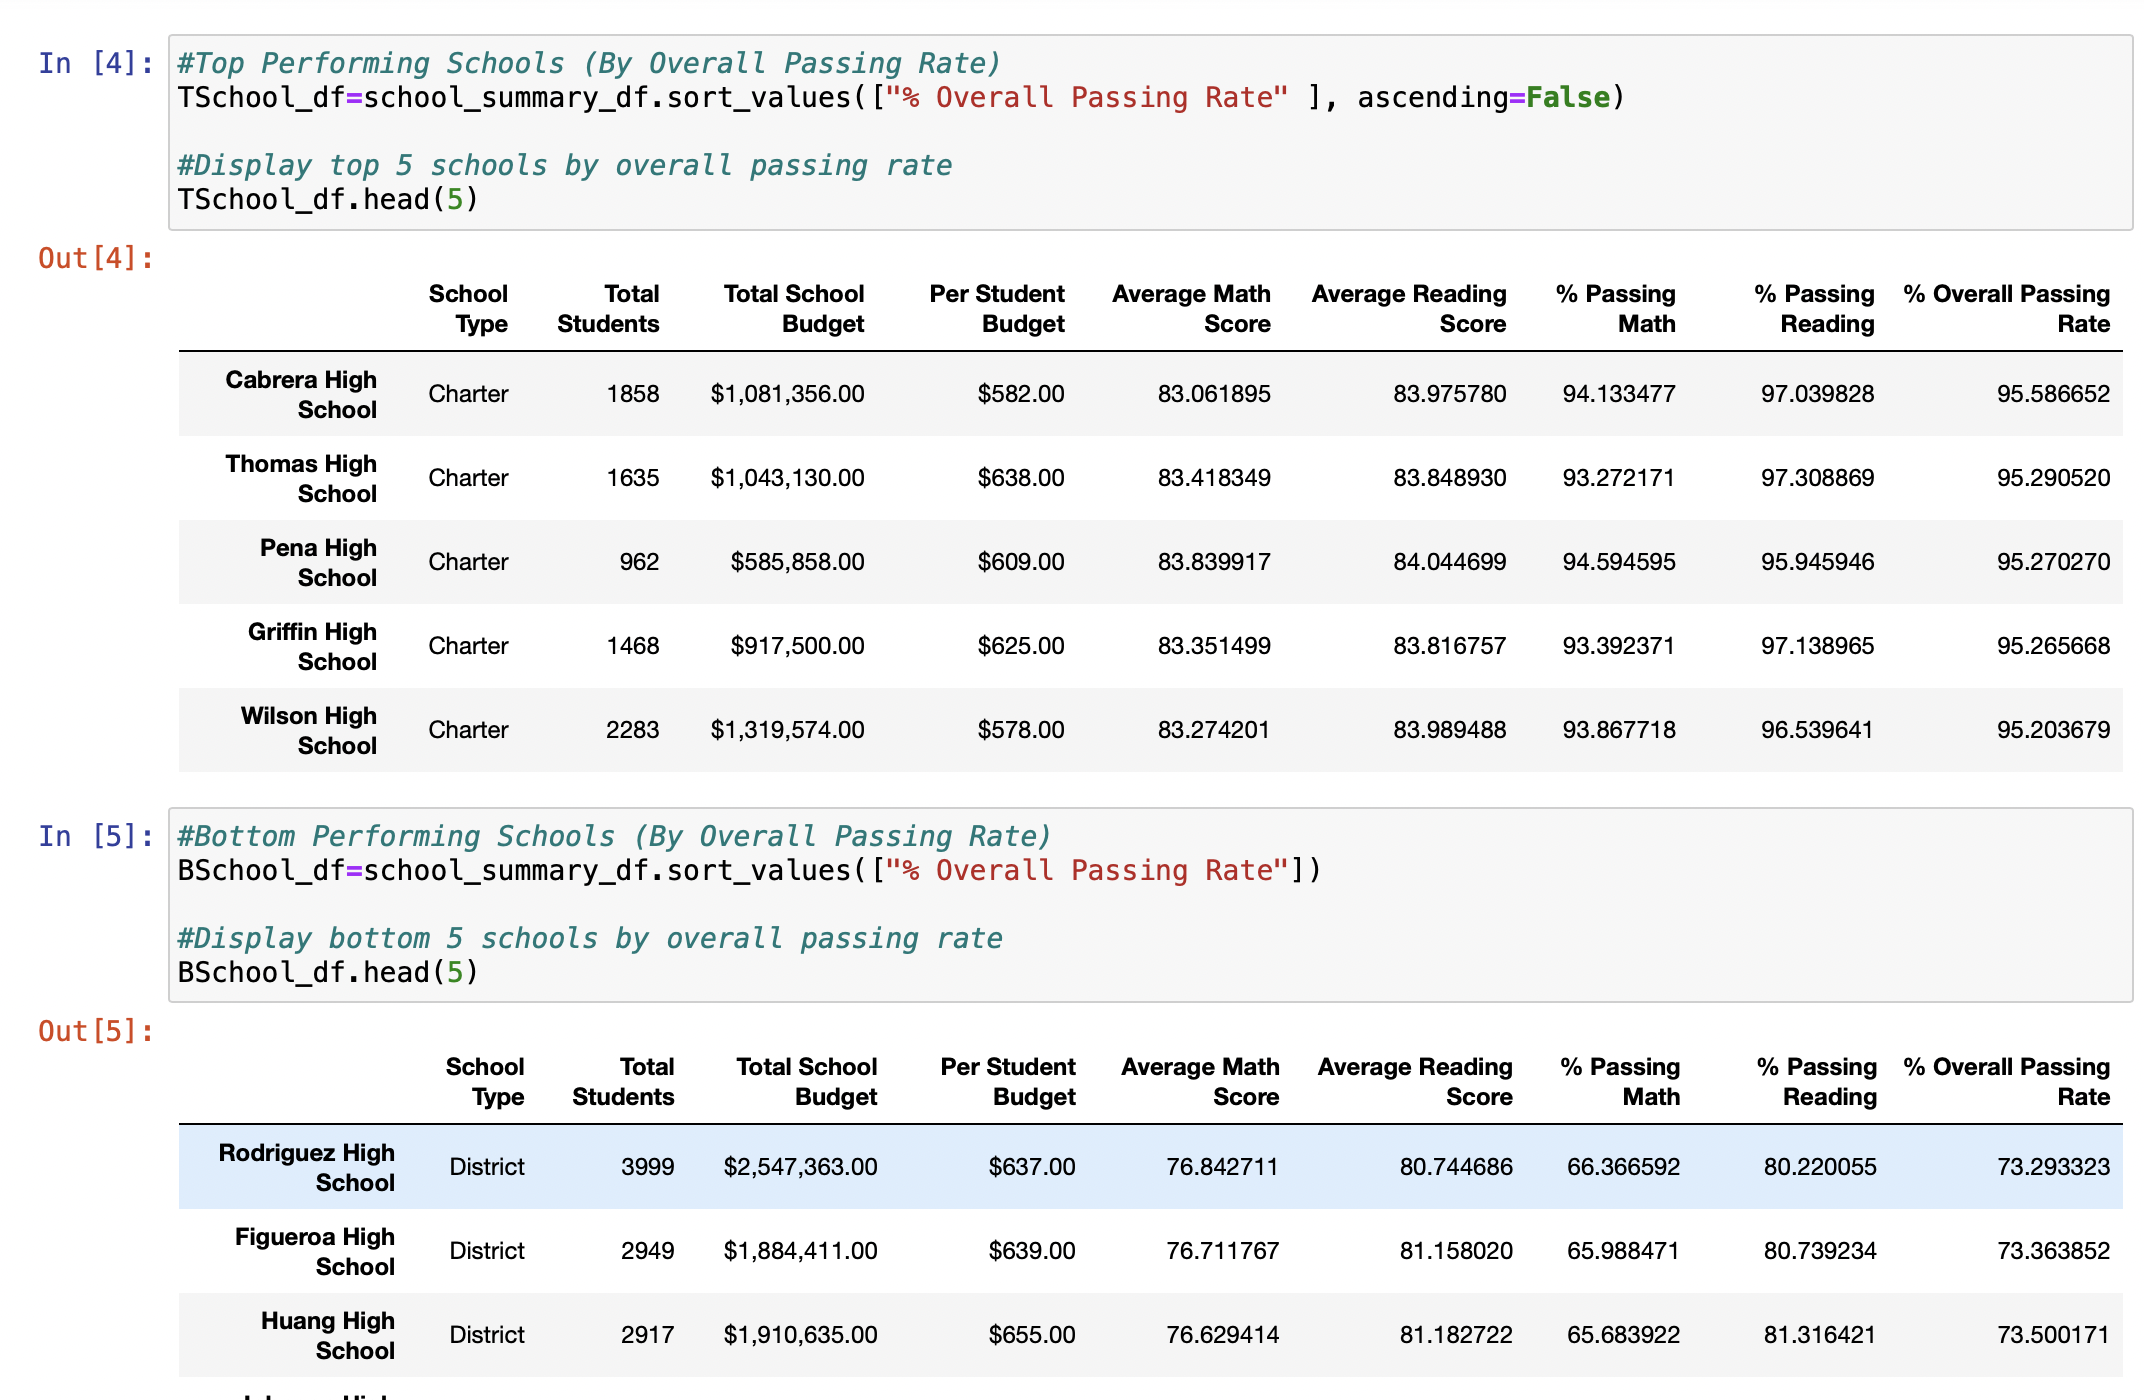 In [4]:
#Top Performing Schools (By Overall Passing Rate)
TSchool_df=school_summary_df.sort_values(["% Overall Passing Rate" ], ascending=False)
#Display top 5 schools by overall passing rate
TSchool_df.head(5)
Out[4]:
School Type Total Students Total School Budget Per Student Budget Average Math Score Average Reading Score % Passing Math % Passing Reading % Overall Passing Rate
Cabrera High School Charter 1858 $1,081,356.00 $582.00 83.061895 83.975780 94.133477 97.039828 95.586652
Thomas High School Charter 1635 $1,043,130.00 $638.00 83.418349 83.848930 93.272171 97.308869 95.290520
Pena High School Charter 962 $585,858.00 $609.00 83.839917 84.044699 94.594595 95.945946 95.270270
Griffin High School Charter 1468 $917,500.00 $625.00 83.351499 83.816757 93.392371 97.138965 95.265668
Wilson High School Charter 2283 $1,319,574.00 $578.00 83.274201 83.989488 93.867718 96.539641 95.203679
In [5]:
#Bottom Performing Schools (By Overall Passing Rate)
BSchool_df=school_summary_df.sort_values(["% Overall Passing Rate"])
#Display bottom 5 schools by overall passing rate
BSchool_df.head(5)
Out[5]:
School Type Total Students Total School Budget Per Student Budget Average Math Score Average Reading Score % Passing Math % Passing Reading % Overall Passing Rate
Rodriguez High School District 3999 $2,547,363.00 $637.00 76.842711 80.744686 66.366592 80.220055 73.293323
Figueroa High School District 2949 $1,884,411.00 $639.00 76.711767 81.158020 65.988471 80.739234 73.363852
Huang High School District 2917 $1,910,635.00 $655.00 76.629414 81.182722 65.683922 81.316421 73.500171